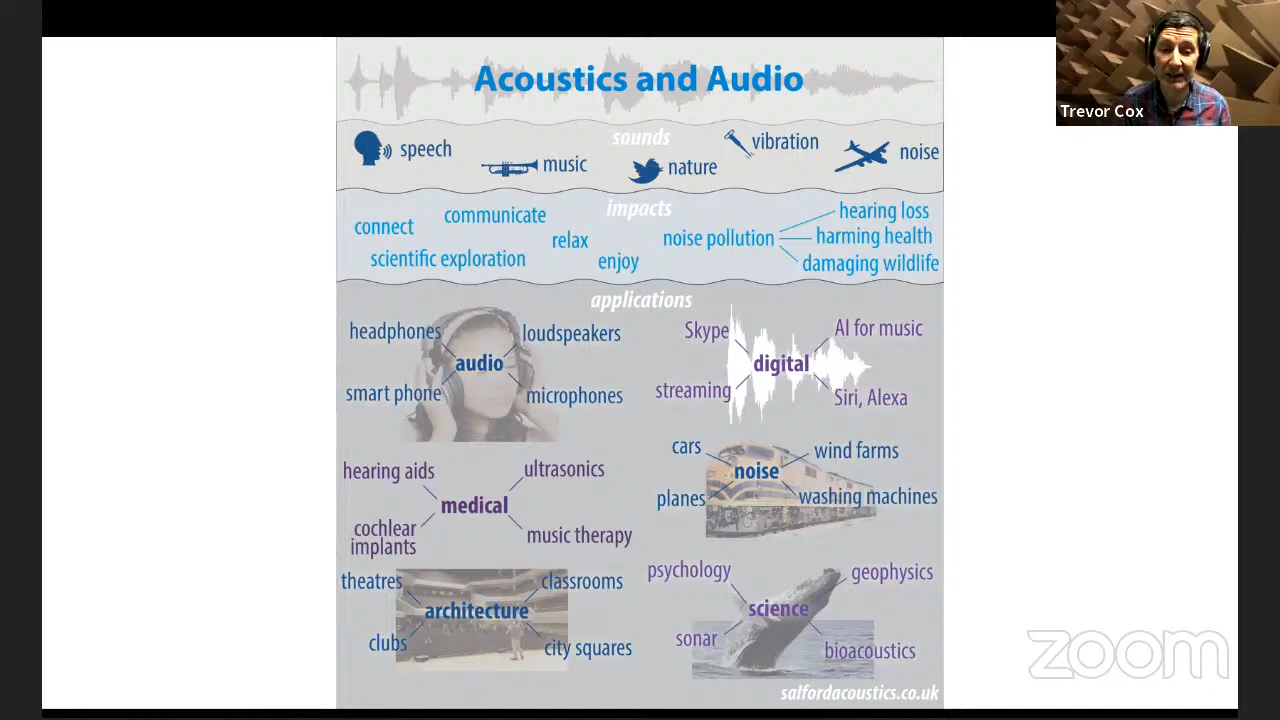 Acoustics and Audio
Trevor Cox
sounds
speech
music
nature
vibration
noise
impacts
connect
communicate
scientific exploration
relax
enjoy
noise pollution
hearing loss
harming health
damaging wildlife
applications
headphones
loudspeakers
audio
smart phone
microphones
Skype
AI for music
digital
streaming
Siri, Alexa
hearing aids
ultrasonics
medical
cochlear
implants
music therapy
cars
wind farms
noise
planes
washing machines
theatres
classrooms
architecture
clubs
city squares
psychology
geophysics
science
sonar
bioacoustics
salfordacoustics.co.uk
zoom